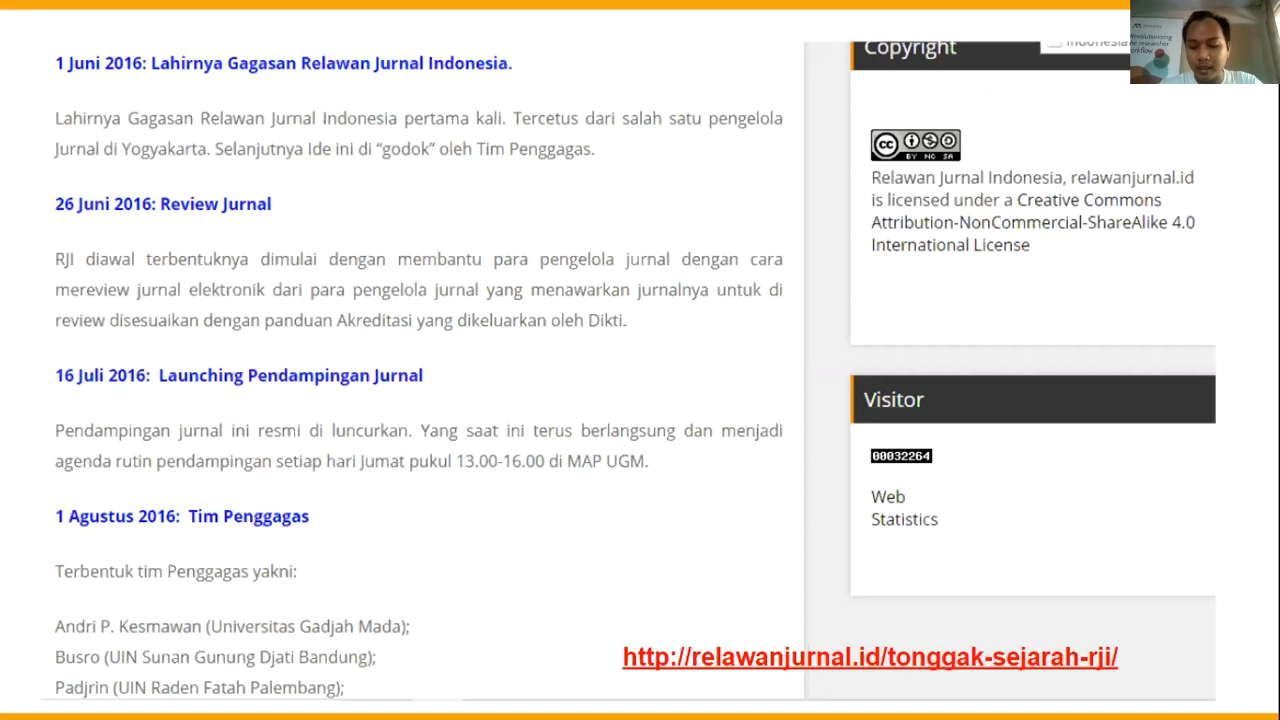 1 Juni 2016: Lahirnya Gagasan Relawan Jurnal Indonesia.
Lahirnya Gagasan Relawan Jurnal Indonesia pertama kali. Tercetus dari salah satu pengelola
Jurnal di Yogyakarta. Selanjutnya Ide ini di “godok” oleh Tim Penggagas.
26 Juni 2016: Review Jurnal
RJI diawal terbentuknya dimulai dengan membantu para pengelola jurnal dengan cara
mereview jurnal elektronik dari para pengelola jurnal yang menawarkan jurnalnya untuk di
review disesuaikan dengan panduan Akreditasi yang dikeluarkan oleh Dikti.
16 Juli 2016: Launching Pendampingan Jurnal
Pendampingan jurnal ini resmi di luncurkan. Yang saat ini terus berlangsung dan menjadi
agenda rutin pendampingan setiap hari Jumat pukul 13.00-16.00 di MAP UGM.
1 Agustus 2016: Tim Penggagas
Terbentuk tim Penggagas yakni:
Andri P. Kesmawan (Universitas Gadjah Mada);
Busro (UIN Sunan Gunung Djati Bandung);
Padjrin (UIN Raden Fatah Palembang);
Copyright
Indonesia
cc
BY NC SA
Relawan Jurnal Indonesia, relawanjurnal.id
is licensed under a Creative Commons
Attribution-NonCommercial-ShareAlike 4.0
International License
Visitor
00032264
Web
Statistics
http://relawanjurnal.id/tonggak-sejarah-rji/
Revolutionizing
researcher